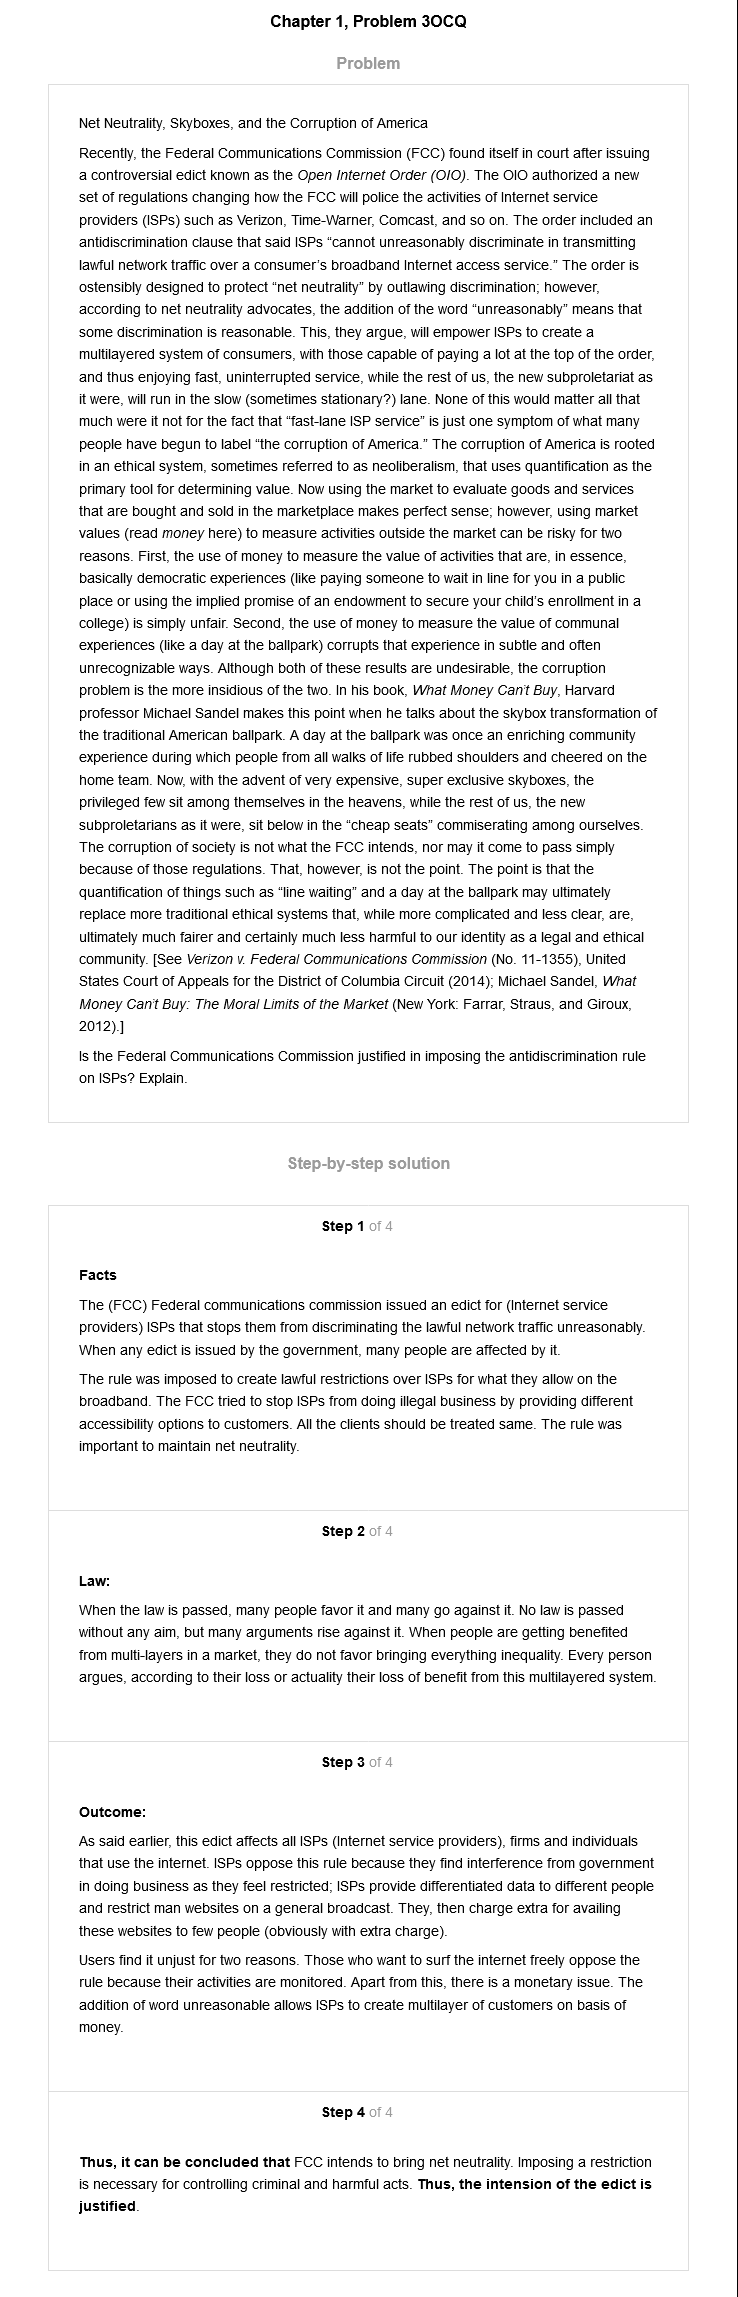 Chapter 1, Problem 3OCQ
Problem
Net Neutrality, Skyboxes, and the Corruption of America
Recently, the Federal Communications Commission (FCC) found itself in court after issuing
a controversial edict known as the Open Internet Order (OIO). The OIO authorized a new
set of regulations changing how the FCC will police the activities of Internet service
providers (ISPs) such as Verizon, Time-Warner, Comcast, and so on. The order included an
antidiscrimination clause that said ISPs “cannot unreasonably discriminate in transmitting
lawful network traffic over a consumer’s broadband Internet access service.” The order is
ostensibly designed to protect “net neutrality” by outlawing discrimination; however,
according to net neutrality advocates, the addition of the word “unreasonably” means that
some discrimination is reasonable. This, they argue, will empower ISPs to create a
multilayered system of consumers, with those capable of paying a lot at the top of the order,
and thus enjoying fast, uninterrupted service, while the rest of us, the new subproletariat as
it were, will run in the slow (sometimes stationary?) lane. None of this would matter all that
much were it not for the fact that “fast-lane ISP service” is just one symptom of what many
people have begun to label “the corruption of America.” The corruption of America is rooted
in an ethical system, sometimes referred to as neoliberalism, that uses quantification as the
primary tool for determining value. Now using the market to evaluate goods and services
that are bought and sold in the marketplace makes perfect sense; however, using market
values (read money here) to measure activities outside the market can be risky for two
reasons. First, the use of money to measure the value of activities that are, in essence,
basically democratic experiences (like paying someone to wait in line for you in a public
place or using the implied promise of an endowment to secure your child’s enrollment in a
college) is simply unfair. Second, the use of money to measure the value of communal
experiences (like a day at the ballpark) corrupts that experience in subtle and often
unrecognizable ways. Although both of these results are undesirable, the corruption
problem is the more insidious of the two. In his book, What Money Can’t Buy, Harvard
professor Michael Sandel makes this point when he talks about the skybox transformation of
the traditional American ballpark. A day at the ballpark was once an enriching community
experience during which people from all walks of life rubbed shoulders and cheered on the
home team. Now, with the advent of very expensive, super exclusive skyboxes, the
privileged few sit among themselves in the heavens, while the rest of us, the new
subproletarians as it were, sit below in the “cheap seats” commiserating among ourselves.
The corruption of society is not what the FCC intends, nor may it come to pass simply
because of those regulations. That, however, is not the point. The point is that the
quantification of things such as “line waiting” and a day at the ballpark may ultimately
replace more traditional ethical systems that, while more complicated and less clear, are,
ultimately much fairer and certainly much less harmful to our identity as a legal and ethical
community. [See Verizon v. Federal Communications Commission (No. 11-1355), United
States Court of Appeals for the District of Columbia Circuit (2014); Michael Sandel, What
Money Can’t Buy: The Moral Limits of the Market (New York: Farrar, Straus, and Giroux,
2012).]
Is the Federal Communications Commission justified in imposing the antidiscrimination rule
on ISPs? Explain.
Step-by-step solution
Step 1 of 4
Facts
The (FCC) Federal communications commission issued an edict for (Internet service
providers) ISPs that stops them from discriminating the lawful network traffic unreasonably.
When any edict is issued by the government, many people are affected by it.
The rule was imposed to create lawful restrictions over ISPs for what they allow on the
broadband. The FCC tried to stop ISPs from doing illegal business by providing different
accessibility options to customers. All the clients should be treated same. The rule was
important to maintain net neutrality.
Step 2 of 4
Law:
When the law is passed, many people favor it and many go against it. No law is passed
without any aim, but many arguments rise against it. When people are getting benefited
from multi-layers in a market, they do not favor bringing everything inequality. Every person
argues, according to their loss or actuality their loss of benefit from this multilayered system.
Step 3 of 4
Outcome:
As said earlier, this edict affects all ISPs (Internet service providers), firms and individuals
that use the internet. ISPs oppose this rule because they find interference from government
in doing business as they feel restricted; ISPs provide differentiated data to different people
and restrict man websites on a general broadcast. They, then charge extra for availing
these websites to few people (obviously with extra charge).
Users find it unjust for two reasons. Those who want to surf the internet freely oppose the
rule because their activities are monitored. Apart from this, there is a monetary issue. The
addition of word unreasonable allows ISPs to create multilayer of customers on basis of
money.
Step 4 of 4
Thus, it can be concluded that FCC intends to bring net neutrality. Imposing a restriction
is necessary for controlling criminal and harmful acts. Thus, the intension of the edict is
justified.